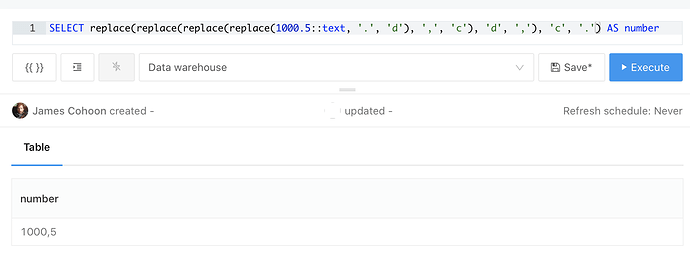 1 SELECT replace(replace(replace(replace(1000.5::text, '.', 'd'), ',', 'c'), 'd', ','), 'c', '.') AS number
{{ }} Data warehouse Save* Execute
James Cohoon created - updated - Refresh schedule: Never
Table
number
1000,5